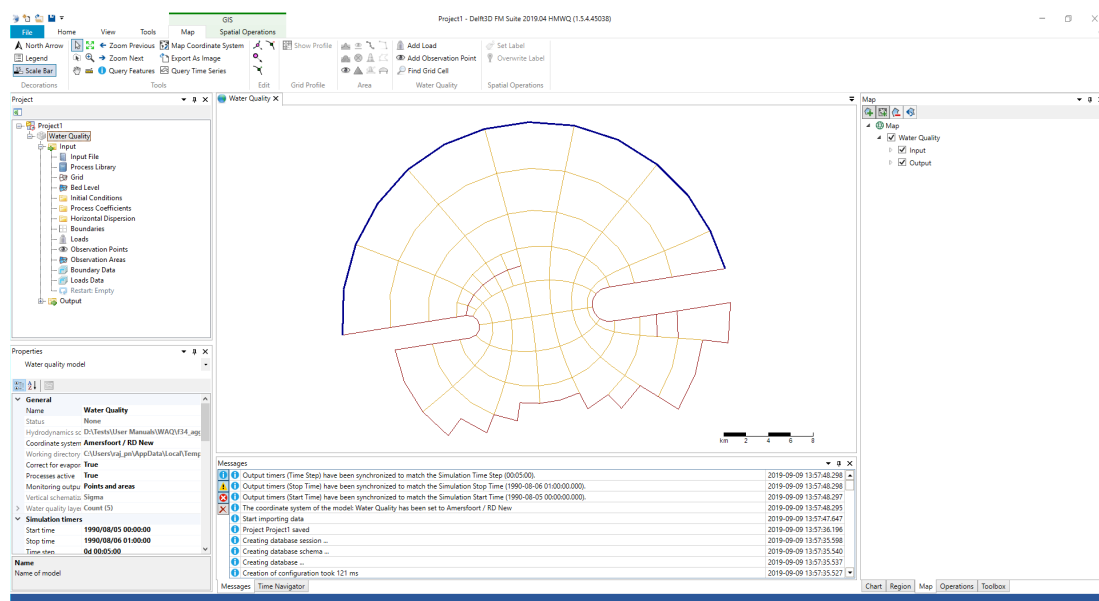 GIS
Project1 - Delft3D FM Suite 2019.04 HMWQ (1.5.4.45038)
File Home View Tools Map Spatial Operations
North Arrow Zoom Previous Map Coordinate System Show Profile Add Load Set Label
Legend Zoom Next Export As Image Add Observation Point Overwrite Label
Scale Bar Query Features Query Time Series Find Grid Cell
Decorations Tools Edit Grid Profile Area Water Quality Spatial Operations
Project
Project1
Water Quality
Input
Input File
Process Library
Grid
Bed Level
Initial Conditions
Process Coefficients
Horizontal Dispersion
Boundaries
Loads
Observation Points
Observation Areas
Boundary Data
Loads Data
Restart: Empty
Output
Properties
Water quality model
General
Name Water Quality
Status None
Hydrodynamics sc D:\Tests\User Manuals\WAQ\f34_agg
Coordinate system Amersfoort / RD New
Working directory C:\Users\raj_pn\AppData\Local\Temp
Correct for evapor True
Processes active True
Monitoring outpu Points and areas
Vertical schematiz Sigma
Water quality layer Count (5)
Simulation timers
Start time 1990/08/05 00:00:00
Stop time 1990/08/06 01:00:00
Time step 0d 00:05:00
Name
Name of model
Water Quality
km 2 4 6 8
Messages
Output timers (Time Step) have been synchronized to match the Simulation Time Step (00:05:00). 2019-09-09 13:57:48.298
Output timers (Stop Time) have been synchronized to match the Simulation Stop Time (1990-08-06 01:00:00.000). 2019-09-09 13:57:48.298
Output timers (Start Time) have been synchronized to match the Simulation Start Time (1990-08-05 00:00:00.000). 2019-09-09 13:57:48.297
The coordinate system of the model: Water Quality has been set to Amersfoort / RD New 2019-09-09 13:57:48.295
Start importing data 2019-09-09 13:57:47.647
Project Project1 saved 2019-09-09 13:57:36.196
Creating database session ... 2019-09-09 13:57:35.598
Creating database schema ... 2019-09-09 13:57:35.540
Creating database ... 2019-09-09 13:57:35.537
Creation of configuration took 121 ms 2019-09-09 13:57:35.527
Messages Time Navigator
Map
Map
Water Quality
Input
Output
Chart Region Map Operations Toolbox